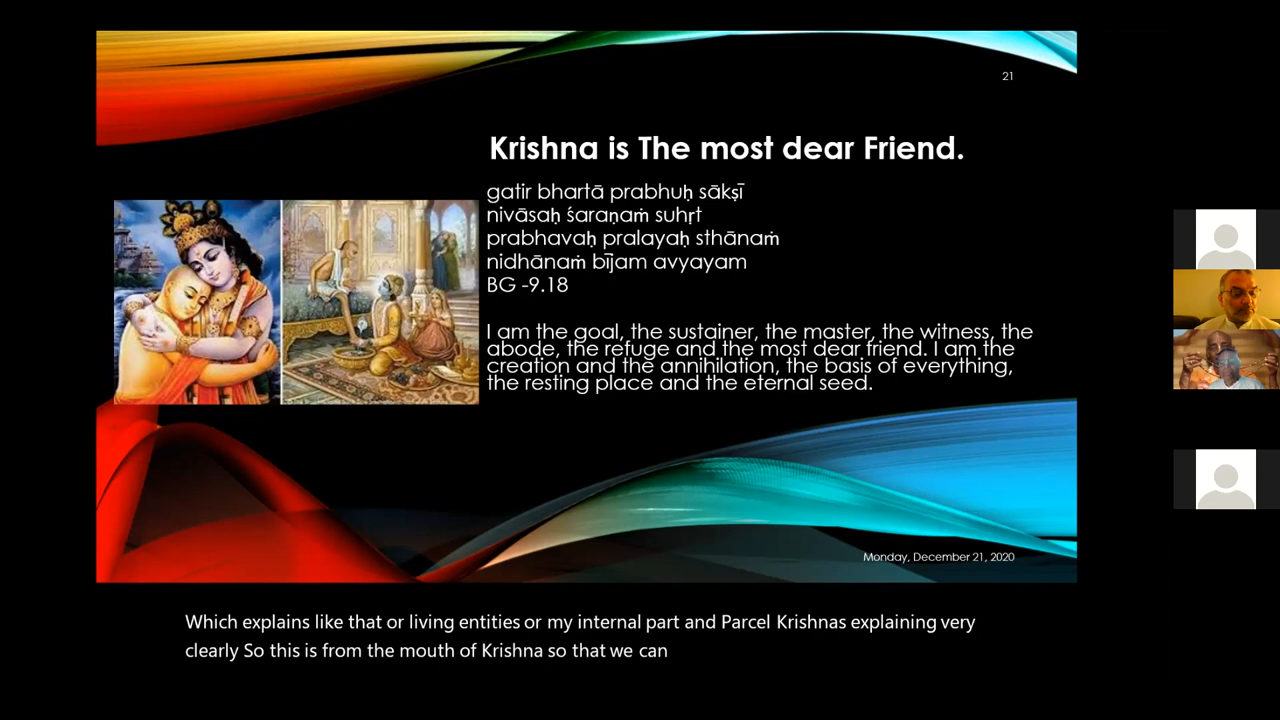 21
Krishna is The most dear Friend.
gatir bhartā prabhuḥ sākṣī
nivāsaḥ śaraṇaṁ suhṛt
prabhavaḥ pralayaḥ sthānaṁ
nidhānaṁ bījam avyayam
BG -9.18
I am the goal, the sustainer, the master, the witness, the
abode, the refuge and the most dear friend. I am the
creation and the annihilation, the basis of everything,
the resting place and the eternal seed.
Monday, December 21, 2020
Which explains like that or living entities or my internal part and Parcel Krishnas explaining very
clearly So this is from the mouth of Krishna so that we can